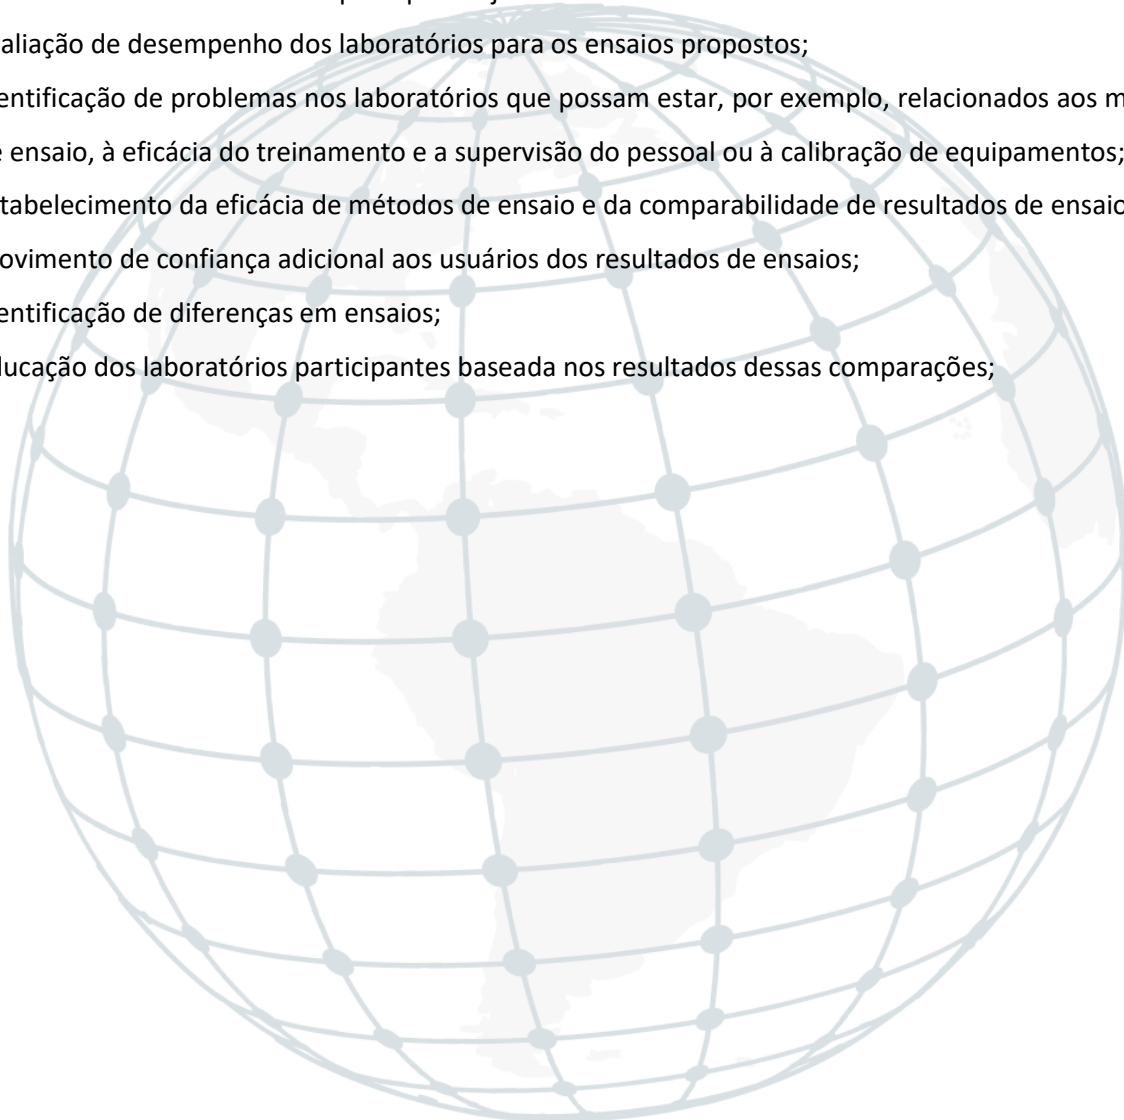 aliação de desempenho dos laboratórios para os ensaios propostos;
entificação de problemas nos laboratórios que possam estar, por exemplo, relacionados aos m
e ensaio, à eficácia do treinamento e a supervisão do pessoal ou à calibração de equipamentos;
tabelecimento da eficácia de métodos de ensaio e da comparabilidade de resultados de ensaio
ovimento de confiança adicional aos usuários dos resultados de ensaios;
entificação de diferenças em ensaios;
ducação dos laboratórios participantes baseada nos resultados dessas comparações;